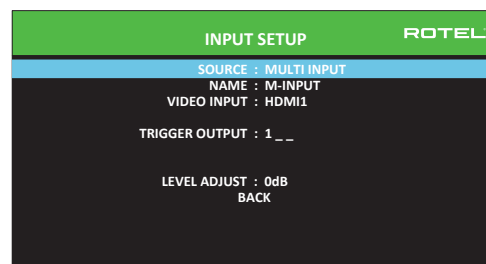 INPUT SETUP
ROTEL
SOURCE : MULTI INPUT
NAME : M-INPUT
VIDEO INPUT : HDMI1
TRIGGER OUTPUT : 1 _ _
LEVEL ADJUST : 0dB
BACK